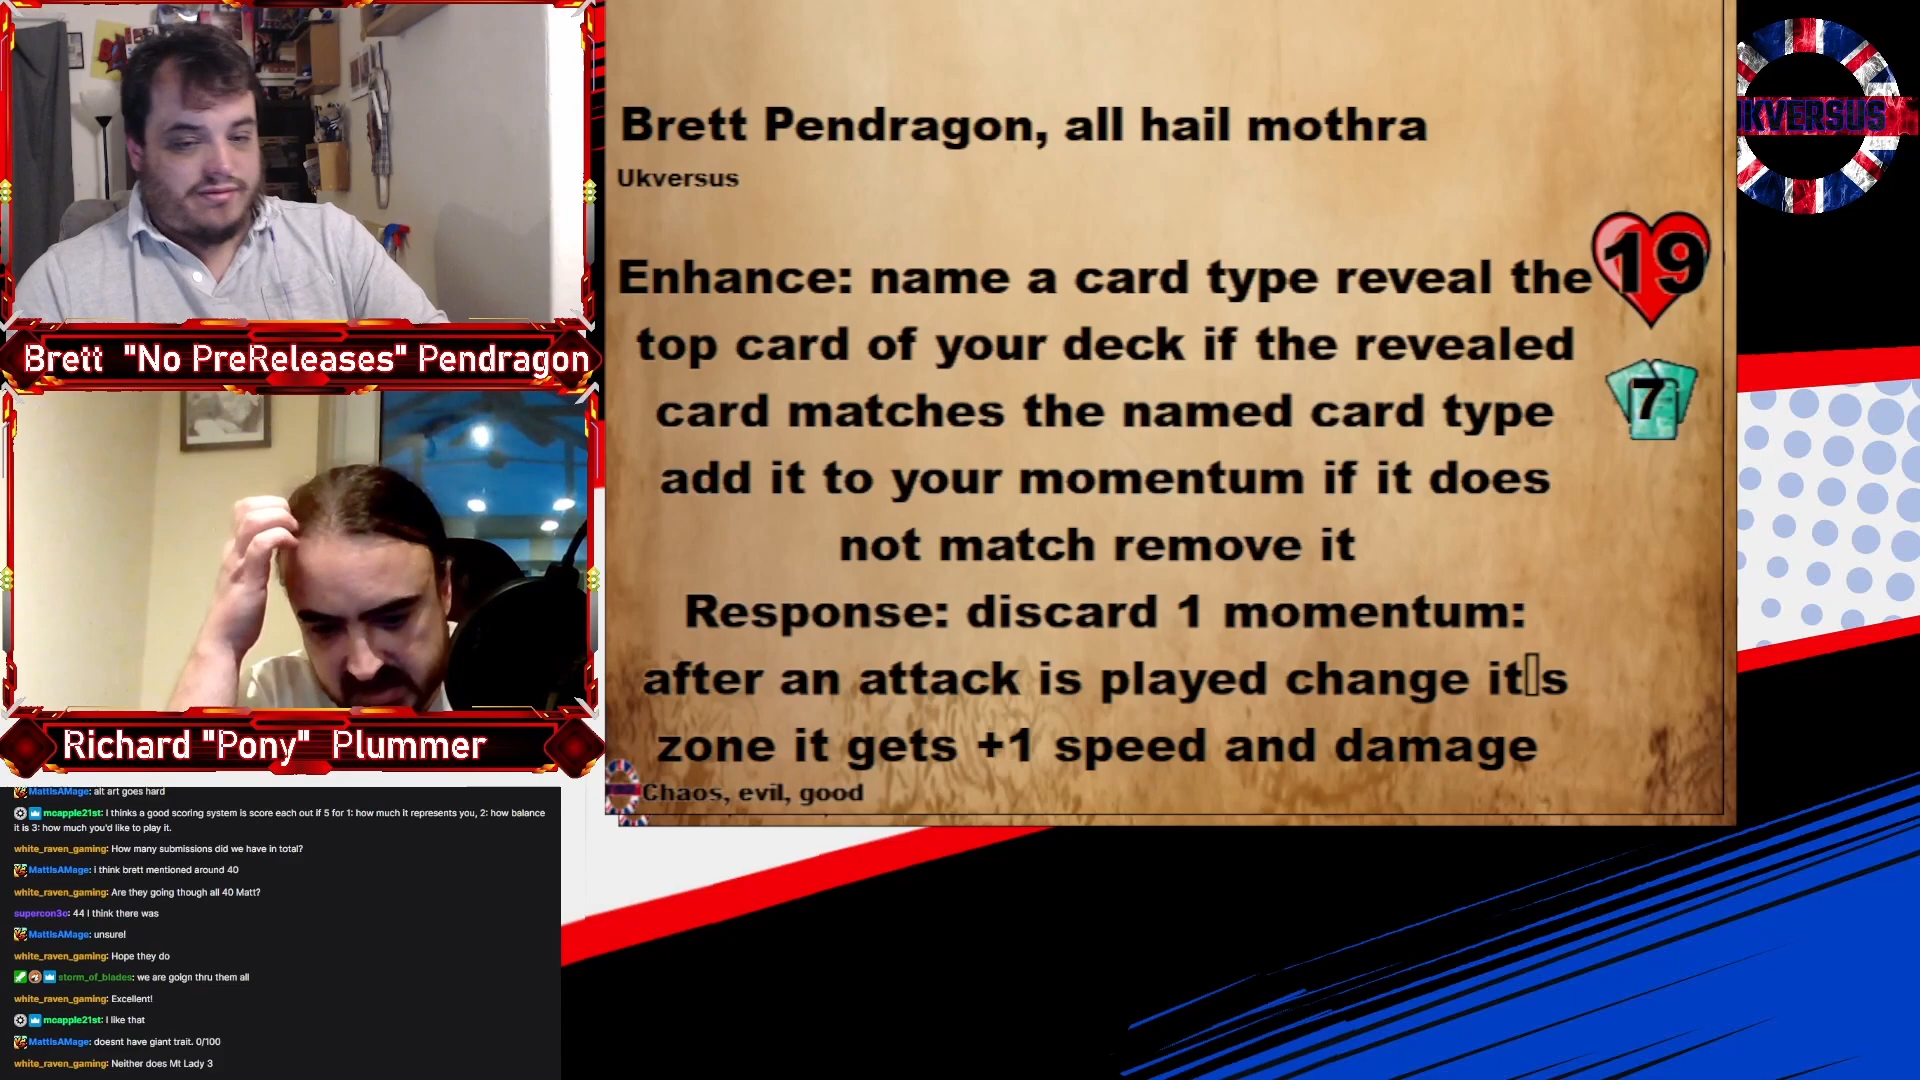 Brett "No PreReleases" Pendragon
Richard "Pony" Plummer
MattIsAMage: alt art goes hard
mcapple21st: I thinks a good scoring system is score each out if 5 for 1: how much it represents you, 2: how balance
it is 3: how much you'd like to play it.
white_raven_gaming: How many submissions did we have in total?
MattIsAMage: i think brett mentioned around 40
white_raven_gaming: Are they going though all 40 Matt?
supercon3o: 44 I think there was
MattIsAMage: unsure!
white_raven_gaming: Hope they do
storm_of_blades: we are goign thru them all
white_raven_gaming: Excellent!
mcapple21st: I like that
MattIsAMage: doesnt have giant trait. 0/100
white_raven_gaming: Neither does Mt Lady 3
Brett Pendragon, all hail mothra
Ukversus
Enhance: name a card type reveal the
top card of your deck if the revealed
card matches the named card type
add it to your momentum if it does
not match remove it
Response: discard 1 momentum:
after an attack is played change it▯s
zone it gets +1 speed and damage
Chaos, evil, good
19
7
UKVERSUS